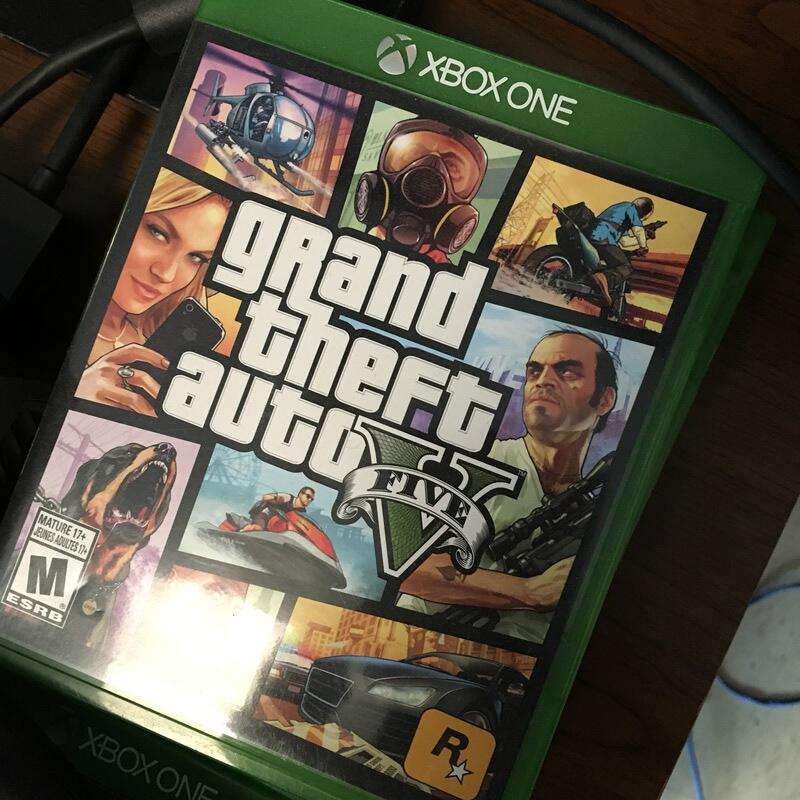 XBOX ONE
grand
theft
auto V
FIVE
MATURE 17+
JEUNES ADULTES 17+
M
ESRB
R
XBOX ONE